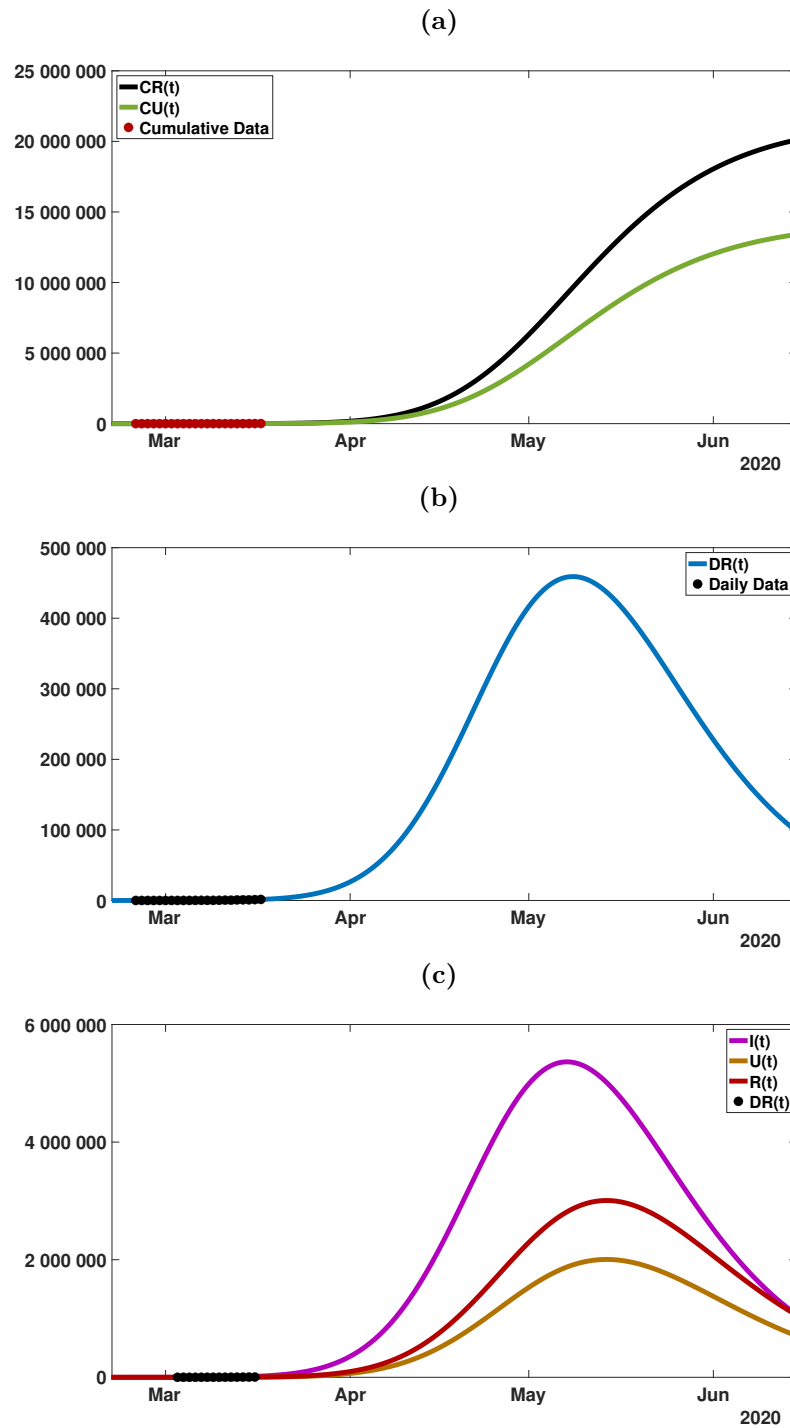 (a)
25 000 000
20 000 000
15 000 000
10 000 000
5 000 000
0
CR(t)
CU(t)
Cumulative Data
Mar Apr May Jun
2020
(b)
500 000
400 000
300 000
200 000
100 000
0
DR(t)
Daily Data
Mar Apr May Jun
2020
(c)
6 000 000
4 000 000
2 000 000
0
I(t)
U(t)
R(t)
DR(t)
Mar Apr May Jun
2020